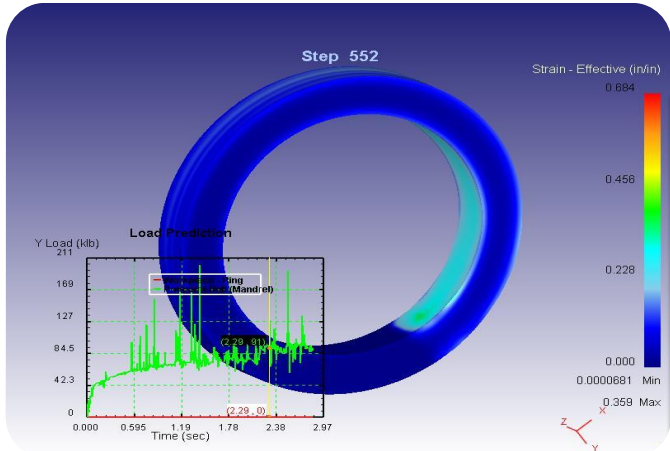 Step 552
Strain - Effective (in/in)
0.684
0.456
0.228
0.000
0.0000681 Min
0.359 Max
Load Prediction
Y Load (klb)
211
169
127
84.5
42.3
0
(Mandrel)
(2.29, 91)
(2.29, 0)
0.000 0.595 1.19 1.78 2.38 2.97
Time (sec)
X
Z
Y